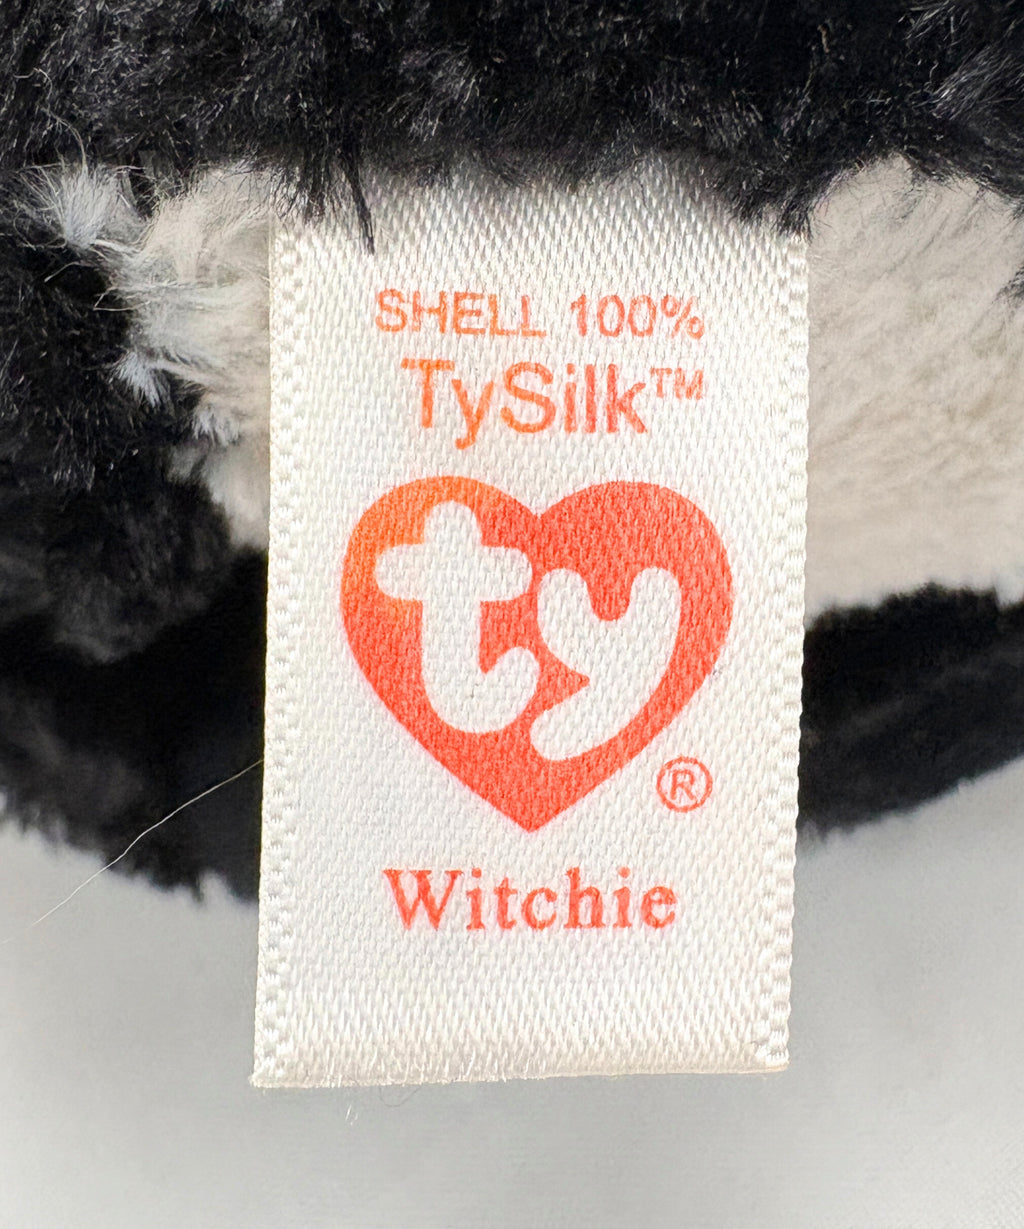 SHELL 100%
TySilk™
ty
®
Witchie